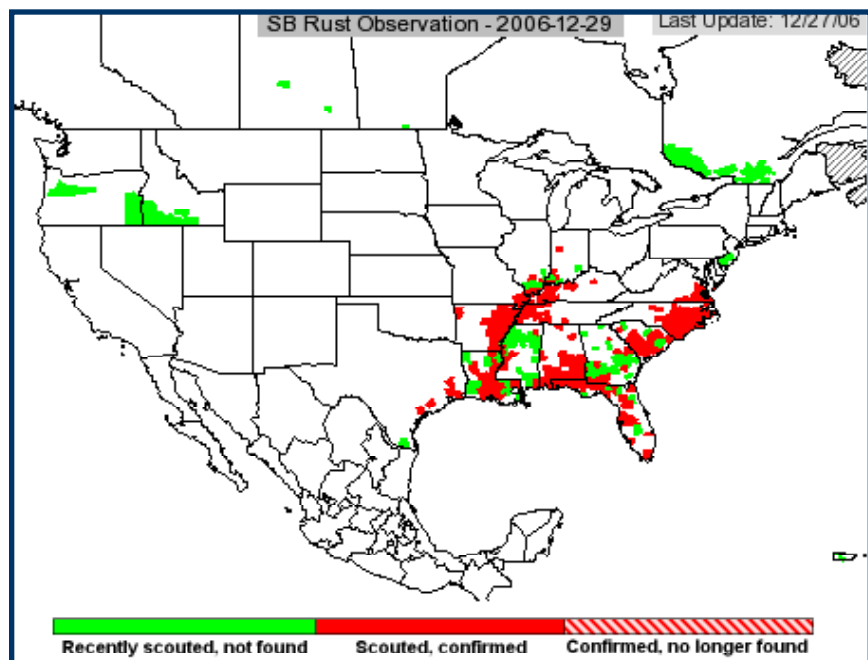 SB Rust Observation - 2006-12-29 Last Update: 12/27/06
Recently scouted, not found Scouted, confirmed Confirmed, no longer found